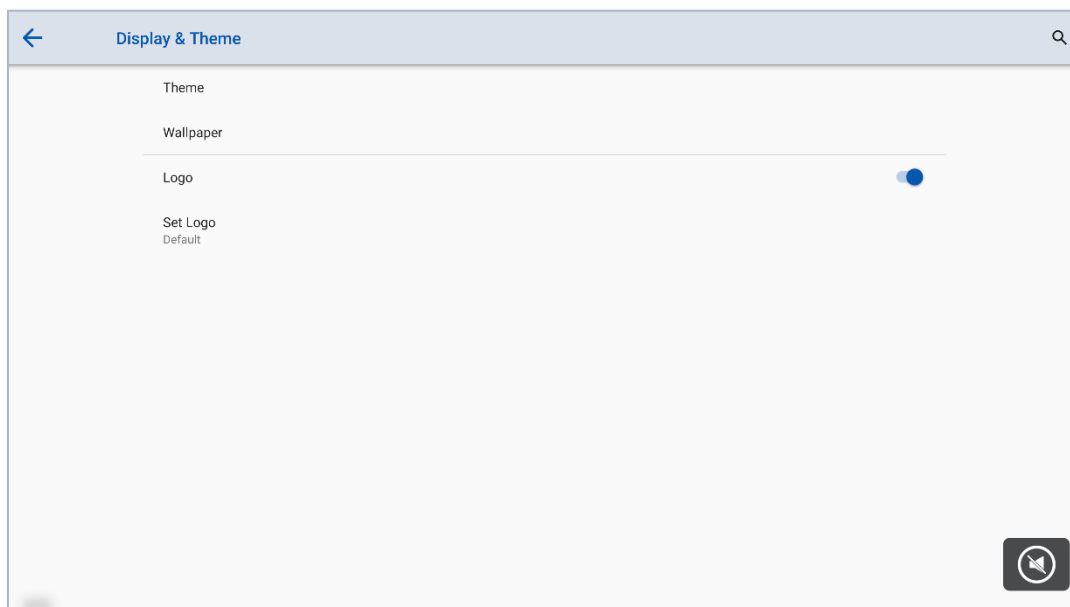 Display & Theme
Theme
Wallpaper
Logo
Set Logo
Default